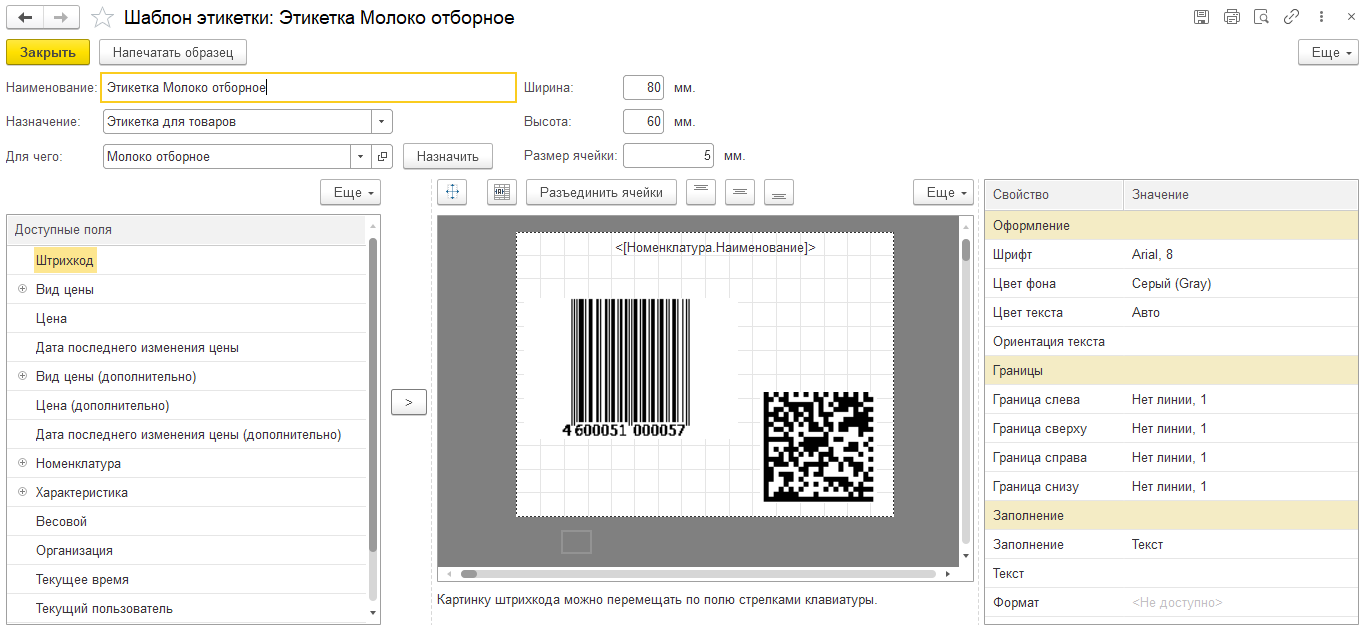 Шаблон этикетки: Этикетка Молоко отборное
Закрыть
Напечатать образец
Еще
Наименование: Этикетка Молоко отборное
Ширина: 80 мм.
Назначение: Этикетка для товаров
Высота: 60 мм.
Для чего: Молоко отборное
Назначить
Размер ячейки: 5 мм.
Еще
Доступные поля
Штрихкод
Вид цены
Цена
Дата последнего изменения цены
Вид цены (дополнительно)
Цена (дополнительно)
Дата последнего изменения цены (дополнительно)
Номенклатура
Характеристика
Весовой
Организация
Текущее время
Текущий пользователь
>
Разъединить ячейки
Еще
<[Номенклатура.Наименование]>
4 600051 000057
Картинку штрихкода можно перемещать по полю стрелками клавиатуры.
Свойство Значение
Оформление
Шрифт Arial, 8
Цвет фона Серый (Gray)
Цвет текста Авто
Ориентация текста
Границы
Граница слева Нет линии, 1
Граница сверху Нет линии, 1
Граница справа Нет линии, 1
Граница снизу Нет линии, 1
Заполнение
Заполнение Текст
Текст
Формат <Не доступно>